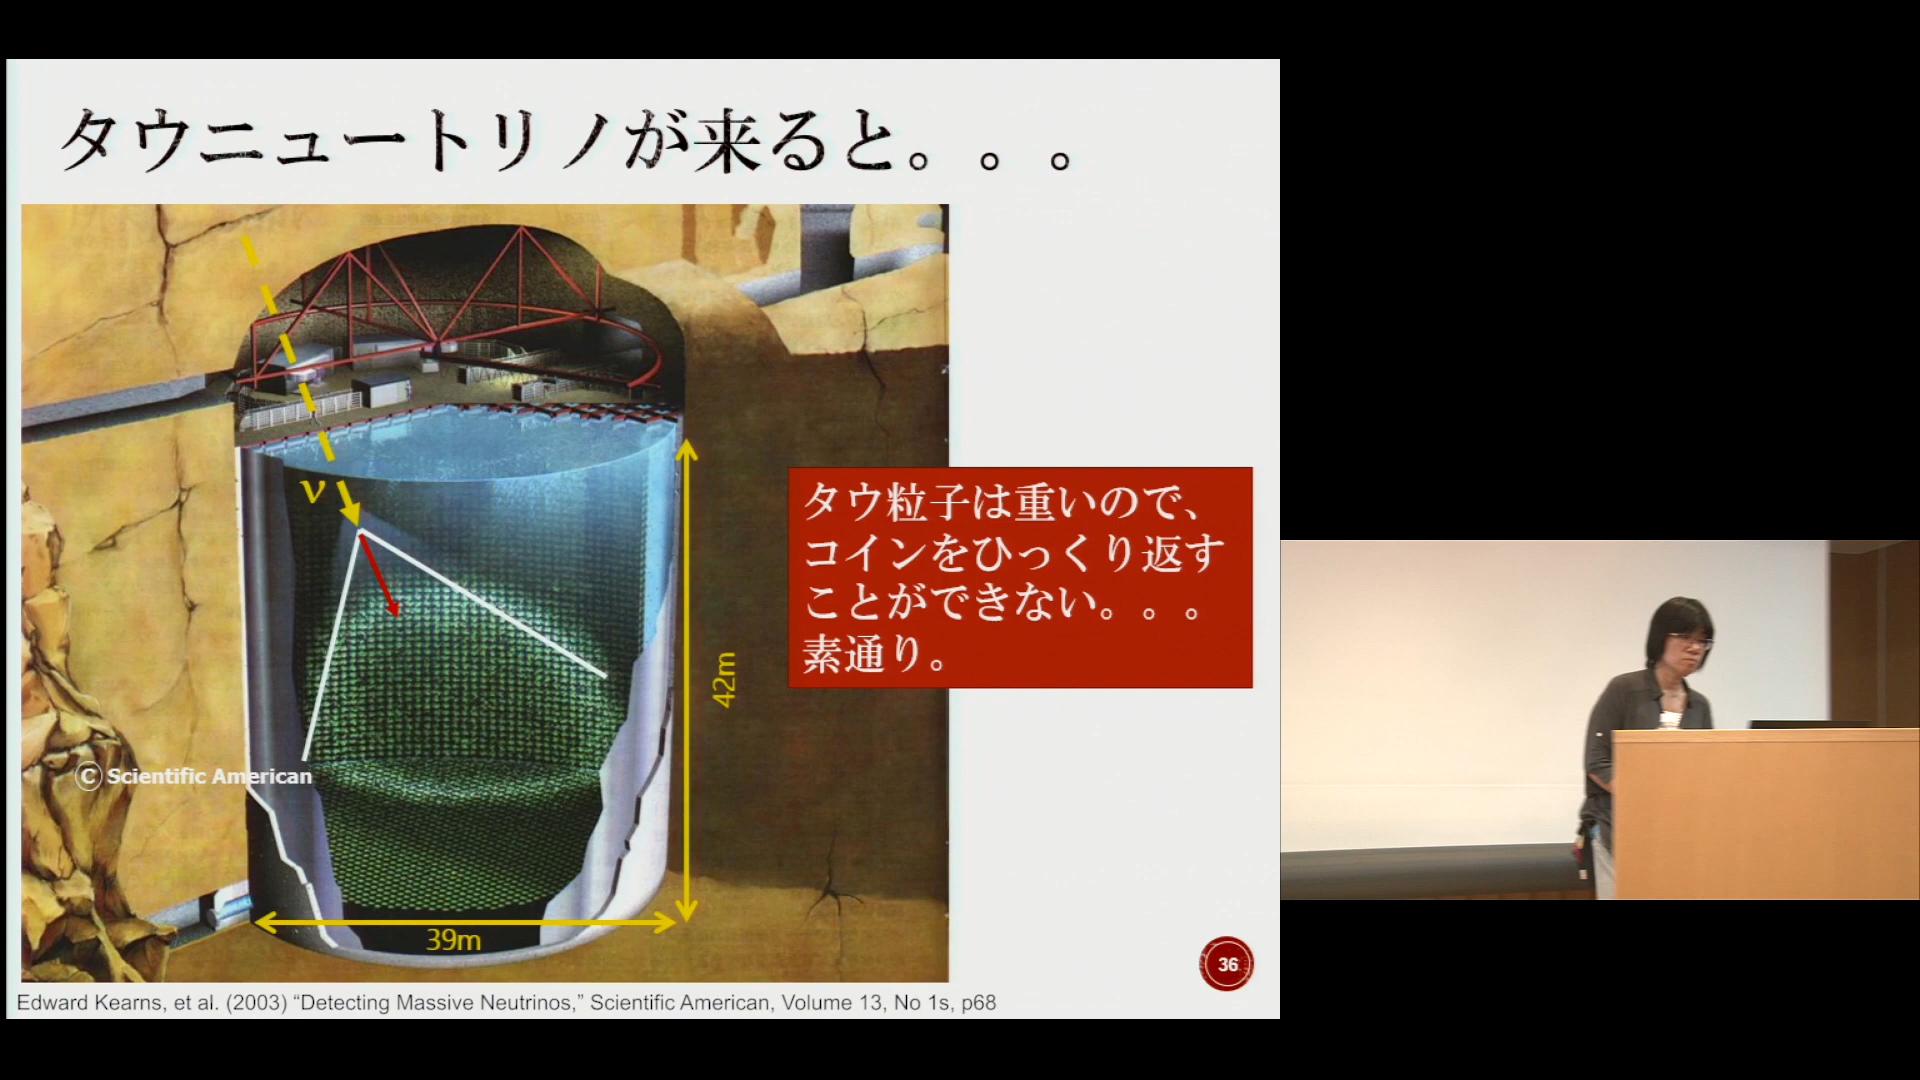 タウニュートリノが来ると。。。
ν
タウ粒子は重いので、
コインをひっくり返す
ことができない。。。
素通り。
42m
© Scientific American
39m
36
Edward Kearns, et al. (2003) “Detecting Massive Neutrinos,” Scientific American, Volume 13, No 1s, p68